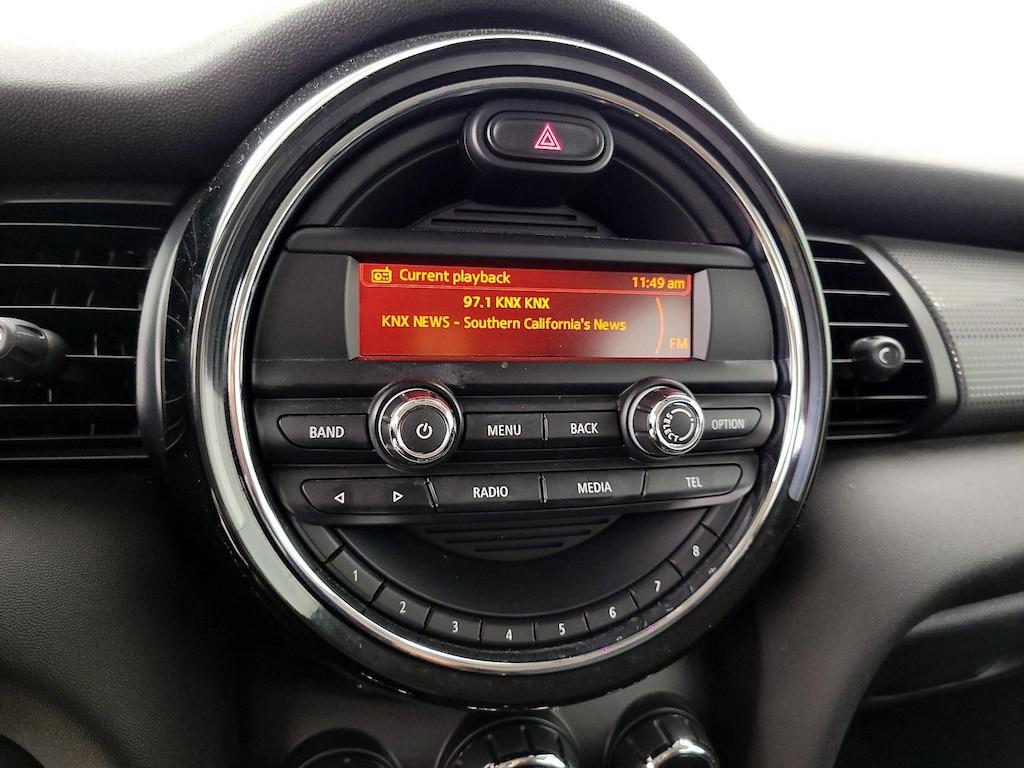 Current playback 11:49 am
97.1 KNX KNX
KNX NEWS - Southern California's News
FM
BAND MENU BACK OPTION
RADIO MEDIA TEL
1 2 3 4 5 6 7 8